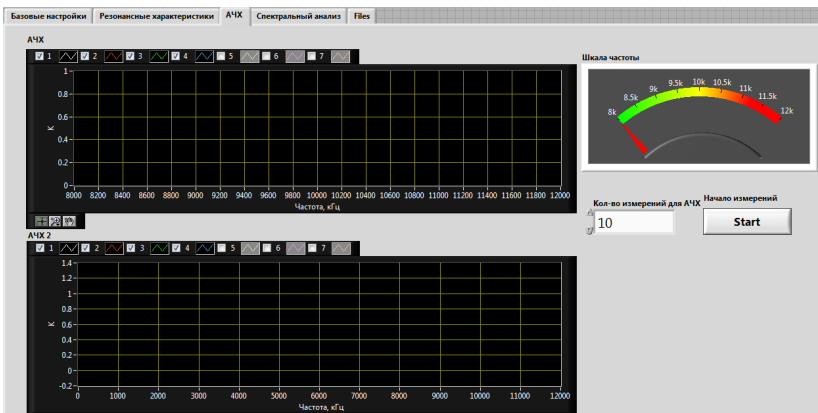 Базовые настройки Резонансные характеристики АЧХ Спектральный анализ Files
АЧХ
1 2 3 4 5 6 7
1
0.8
0.6
0.4
0.2
0
К
8000 8200 8400 8600 8800 9000 9200 9400 9600 9800 10000 10200 10400 10600 10800 11000 11200 11400 11600 11800 12000
Частота, кГц
Шкала частоты
8k 8.5k 9k 9.5k 10k 10.5k 11k 11.5k 12k
Кол-во измерений для АЧХ
10
Начало измерений
Start
АЧХ 2
1 2 3 4 5 6 7
1.4
1.2
1
0.8
0.6
0.4
0.2
0
-0.2
К
0 1000 2000 3000 4000 5000 6000 7000 8000 9000 10000 11000 12000
Частота, кГц